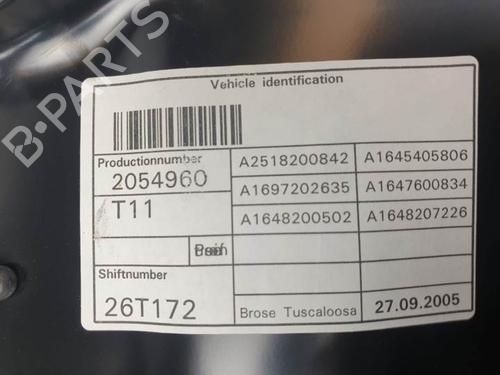 B-PARTS
Vehicle identification
Productionnumber
2054960
T11
A2518200842 A1645405806
A1697202635 A1647600834
A1648200502 A1648207226
Shiftnumber
26T172
Brose Tuscaloosa 27.09.2005